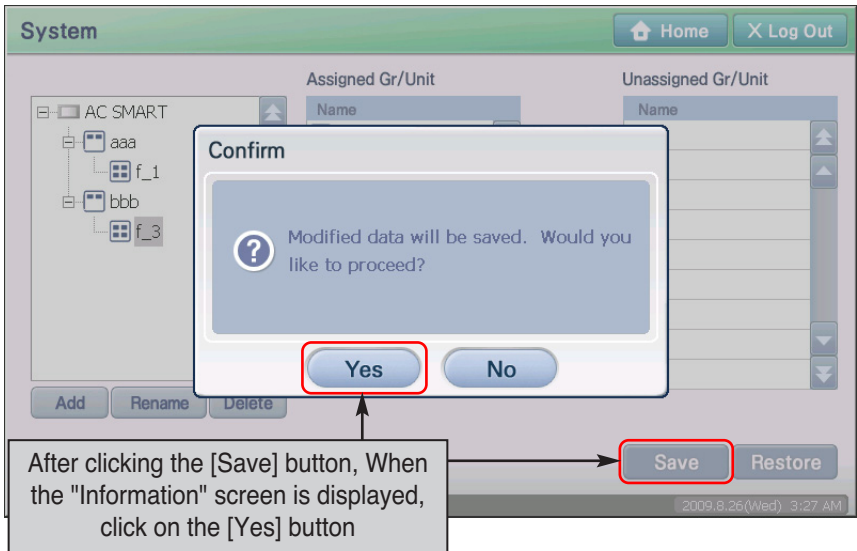 System
Home
X Log Out
Assigned Gr/Unit
Unassigned Gr/Unit
Name
Name
AC SMART
aaa
f_1
bbb
f_3
Confirm
Modified data will be saved. Would you
like to proceed?
Yes
No
Add
Rename
Delete
After clicking the [Save] button, When
the "Information" screen is displayed,
click on the [Yes] button
Save
Restore
2009.8.26(Wed) 3:27 AM